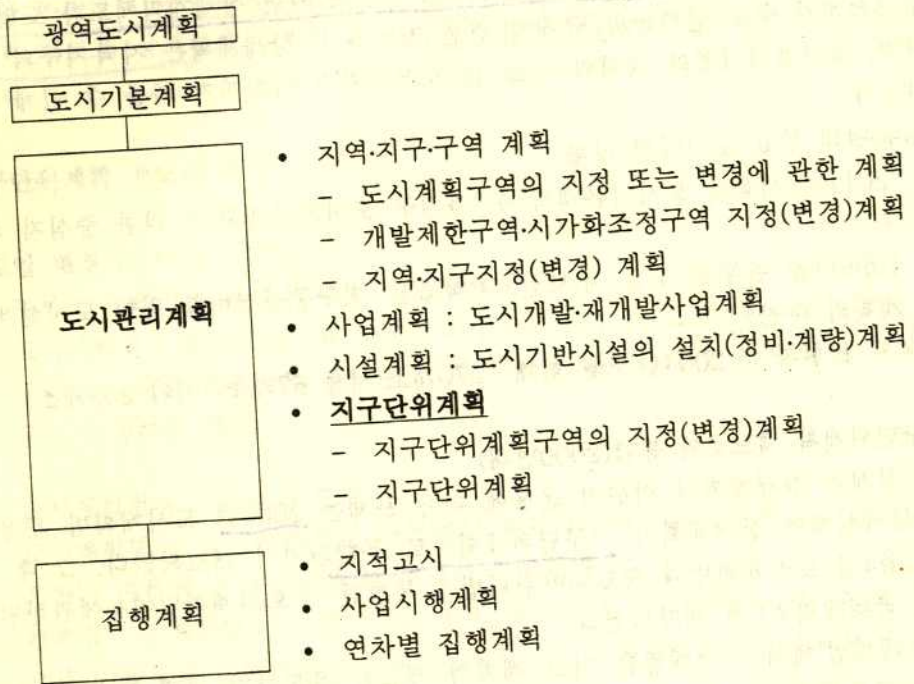 광역도시계획
도시기본계획
도시관리계획
• 지역·지구·구역 계획
– 도시계획구역의 지정 또는 변경에 관한 계획
– 개발제한구역·시가화조정구역 지정(변경)계획
지역·지구지정(변경) 계획
• 사업계획 : 도시개발·재개발사업계획
• 시설계획 : 도시기반시설의 설치(정비·계량)계획
• 지구단위계획
– 지구단위계획구역의 지정(변경)계획
– 지구단위계획
집행계획
• 지적고시
• 사업시행계획
• 연차별 집행계획